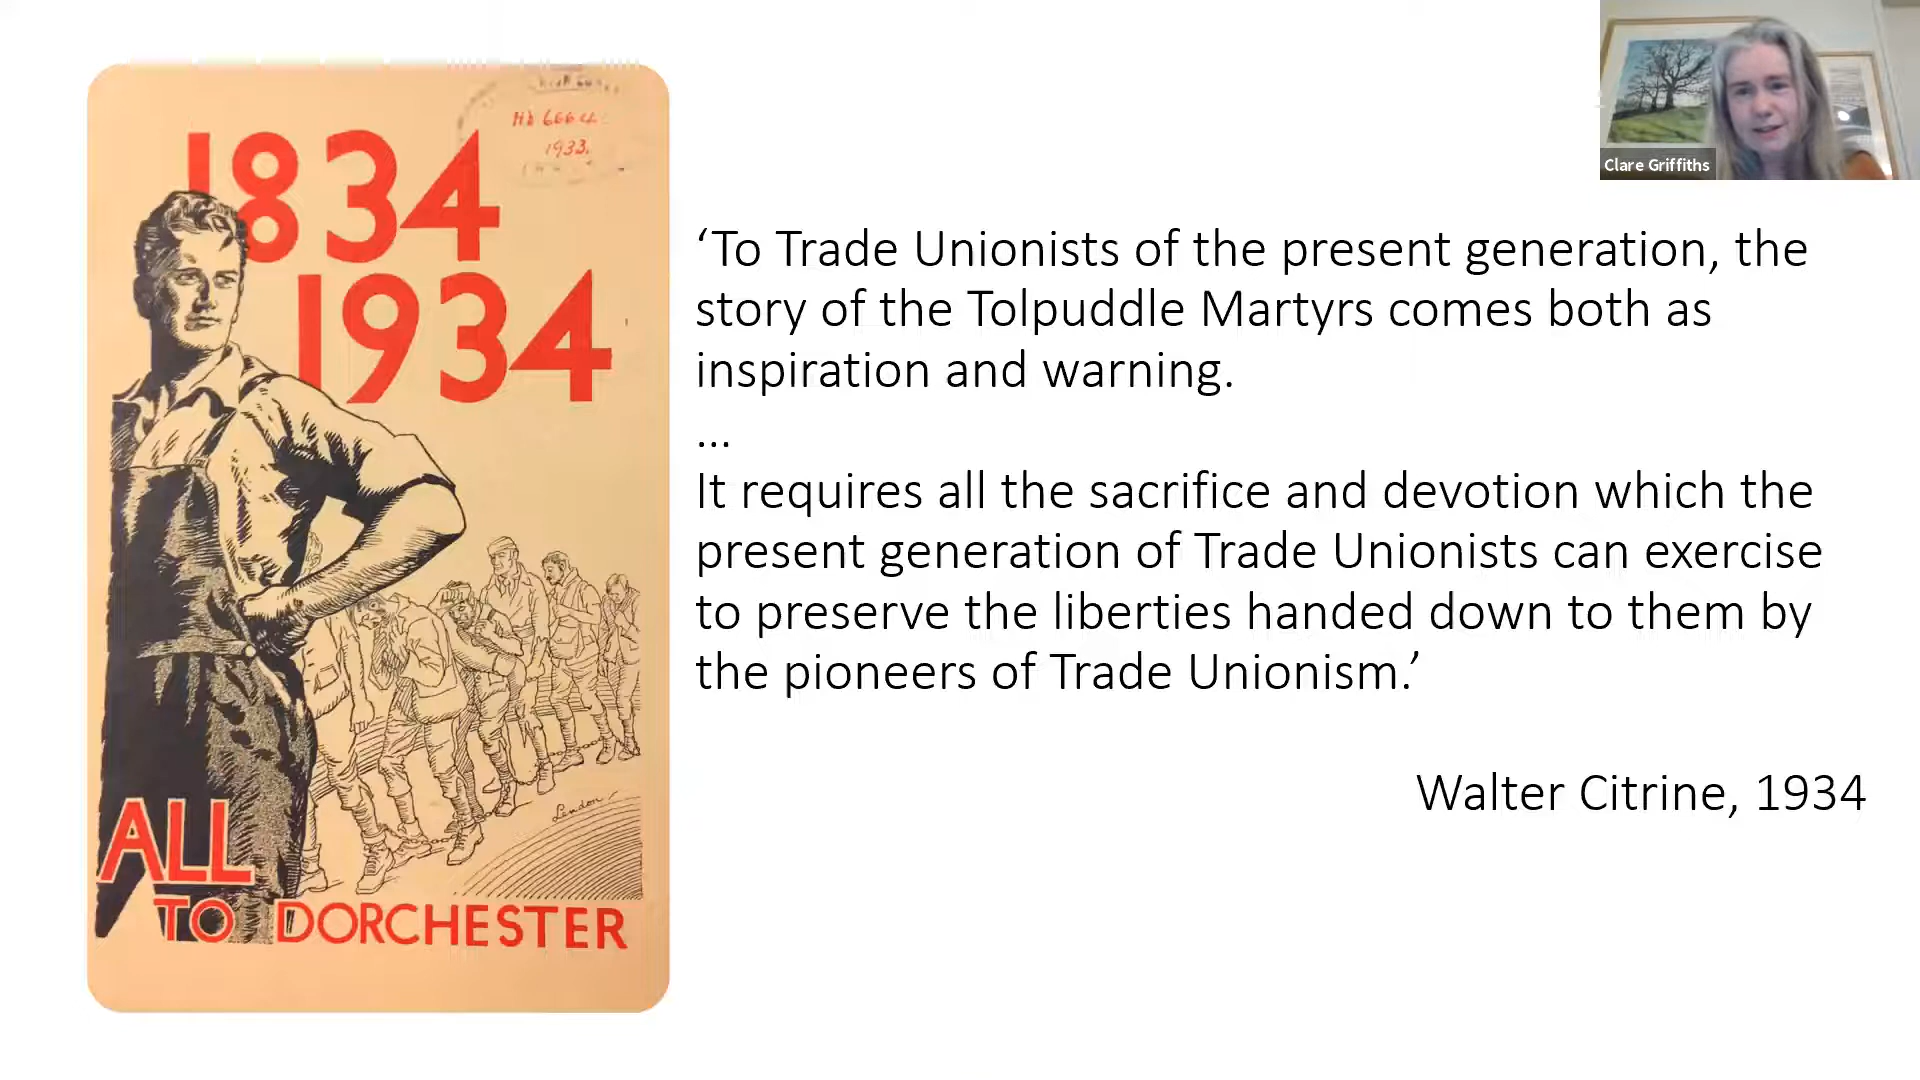 Clare Griffiths
Hd 6664
1933.
1834
1934
ALL
TO DORCHESTER
‘To Trade Unionists of the present generation, the
story of the Tolpuddle Martyrs comes both as
inspiration and warning.
...
It requires all the sacrifice and devotion which the
present generation of Trade Unionists can exercise
to preserve the liberties handed down to them by
the pioneers of Trade Unionism.’
Walter Citrine, 1934